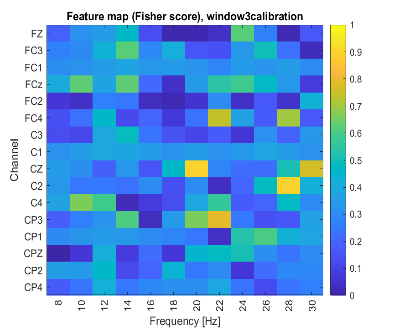 Feature map (Fisher score), window3calibration
FZ
FC3
FC1
FCz
FC2
FC4
C3
C1
CZ
C2
C4
CP3
CP1
CPZ
CP2
CP4
Channel
8 10 12 14 16 18 20 22 24 26 28 30
Frequency [Hz]
1
0.9
0.8
0.7
0.6
0.5
0.4
0.3
0.2
0.1
0